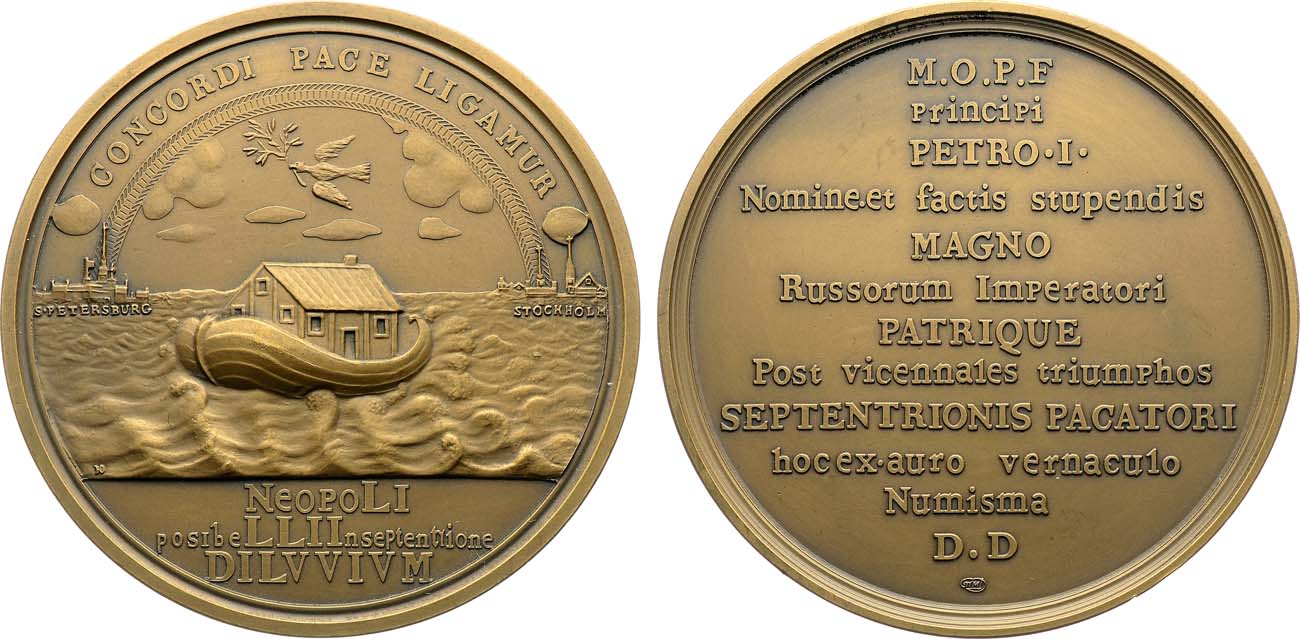 CONCORDI PACE LIGAMUR
S·PETERSBURG
STOCKHOLM
NeopoLI
posIbeLLIInseptentrione
DILVVIVM
M.O.P.F
Principi
PETRO·I·
Nomine.et factis stupendis
MAGNO
Russorum Imperatori
PATRIQUE
Post vicennales triumphos
SEPTENTRIONIS PACATORI
hoc ex·auro vernaculo
Numisma
D.D